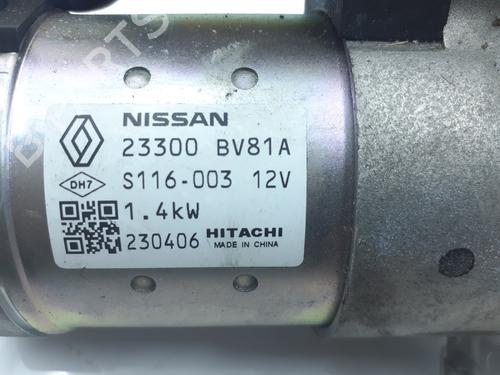 NISSAN
23300 BV81A
DH7 S116-003 12V
1.4kW
230406 HITACHI MADE IN CHINA